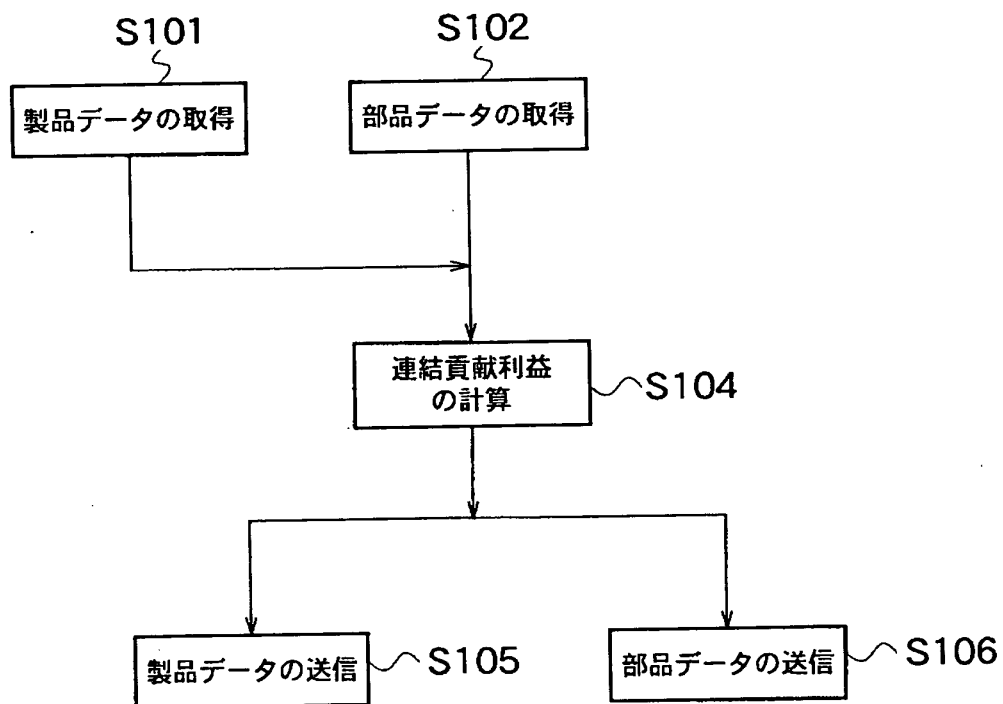 S101
S102
製品データの取得
部品データの取得
連結貢献利益
の計算
S104
製品データの送信
S105
部品データの送信
S106